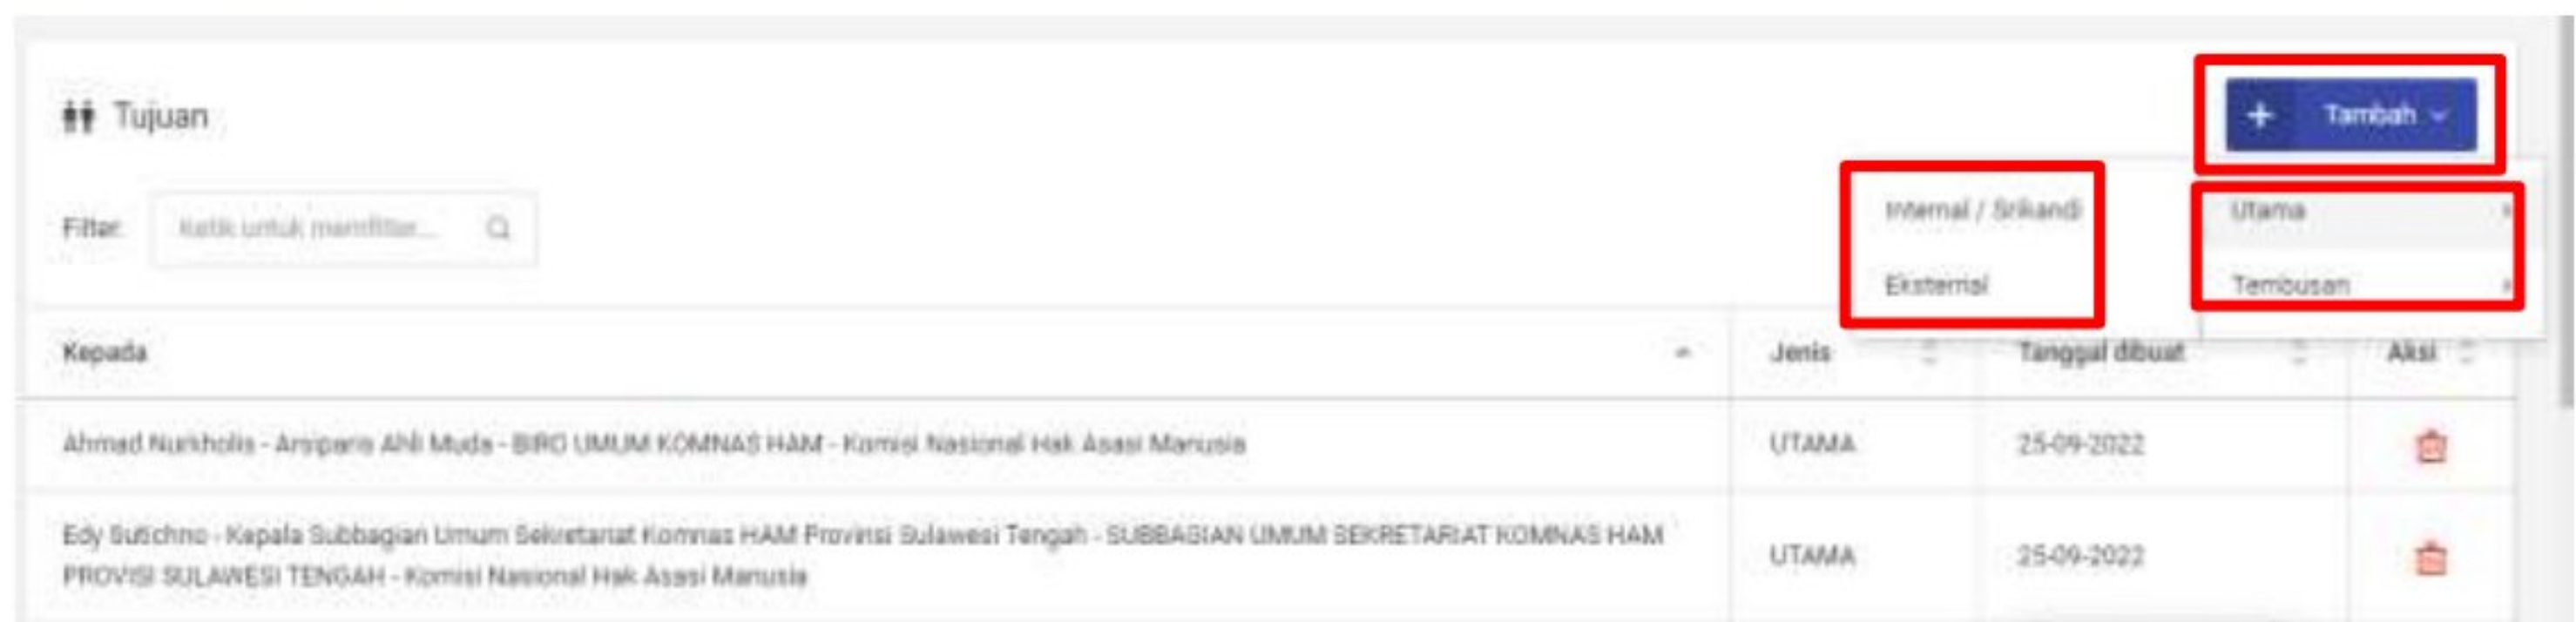 Tujuan
+ Tambah
Filter: Ketik untuk memfilter...
Internal / Srikandi
Utama
Eksternal
Tembusan
Kepada Jenis Tanggal dibuat Aksi
Ahmad Nurkholis - Arsiparis Ahli Muda - BIRO UMUM KOMNAS HAM - Komisi Nasional Hak Asasi Manusia UTAMA 25-09-2022
Edy Sutichno - Kepala Subbagian Umum Sekretariat Komnas HAM Provinsi Sulawesi Tengah - SUBBAGIAN UMUM SEKRETARIAT KOMNAS HAM
PROVISI SULAWESI TENGAH - Komisi Nasional Hak Asasi Manusia
UTAMA 25-09-2022